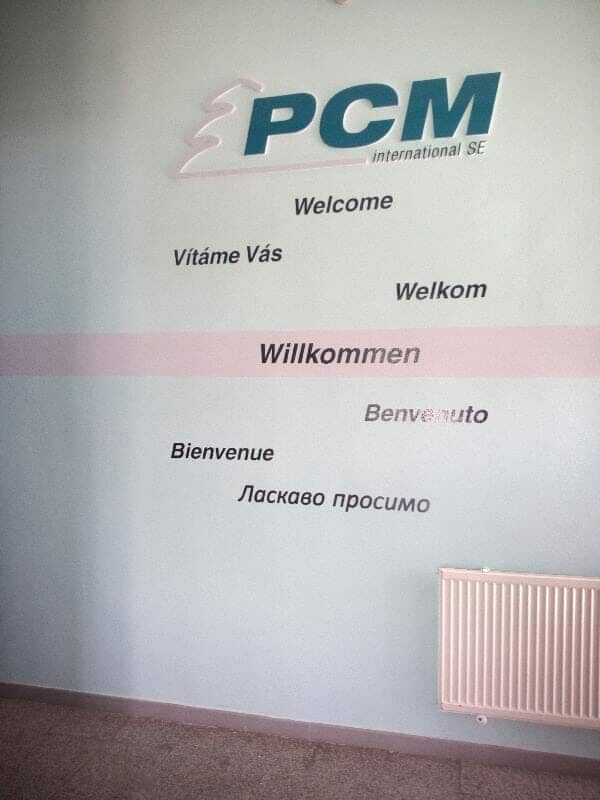 PCM
international SE
Welcome
Vítáme Vás
Welkom
Willkommen
Benvenuto
Bienvenue
Ласкаво просимо